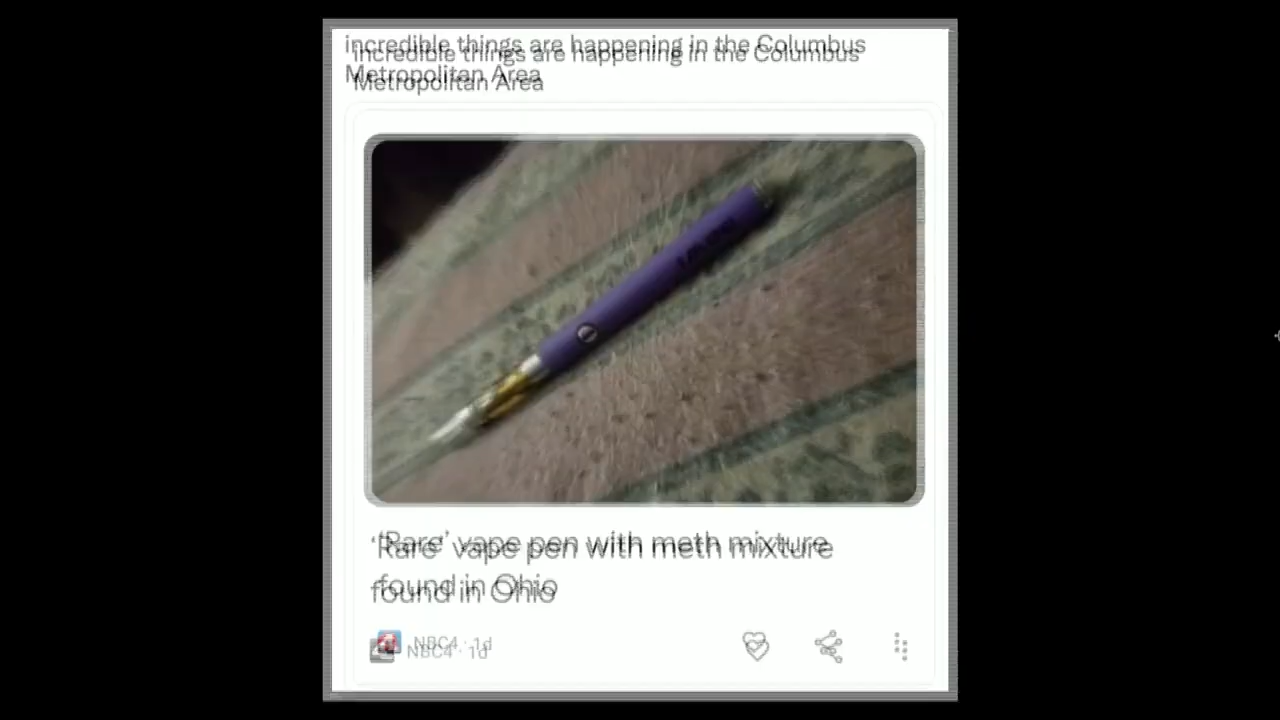 incredible things are happening in the Columbus
Metropolitan Area
'Rare' vape pen with meth mixture
found in Ohio
NBC4 · 1d